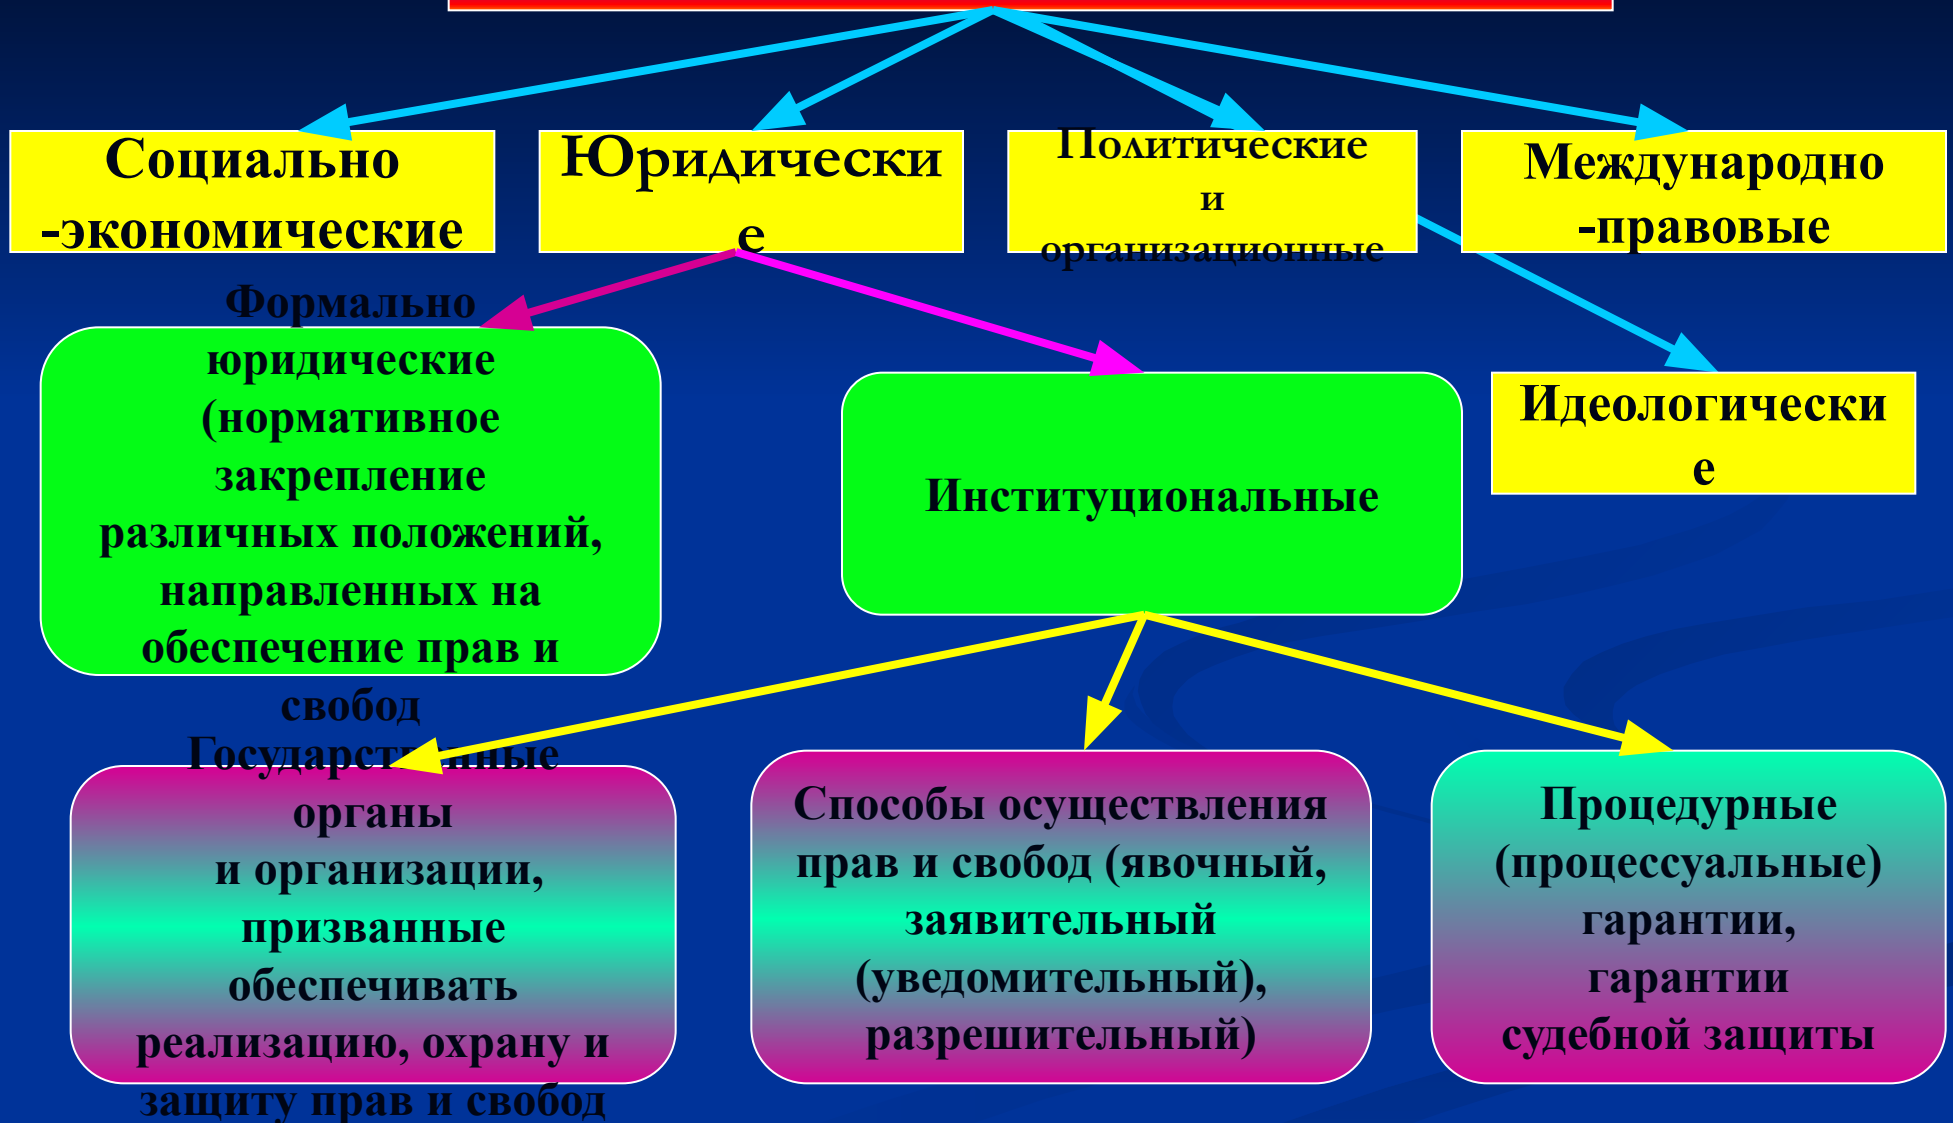 Социально
-экономические
Юридически
е
Политические
и
организационные
Международно
-правовые
Формально
юридические
(нормативное
закрепление
различных положений,
направленных на
обеспечение прав и
свобод
Институциональные
Идеологически
е
Государственные
органы
и организации,
призванные
обеспечивать
реализацию, охрану и
защиту прав и свобод
Способы осуществления
прав и свобод (явочный,
заявительный
(уведомительный),
разрешительный)
Процедурные
(процессуальные)
гарантии,
гарантии
судебной защиты